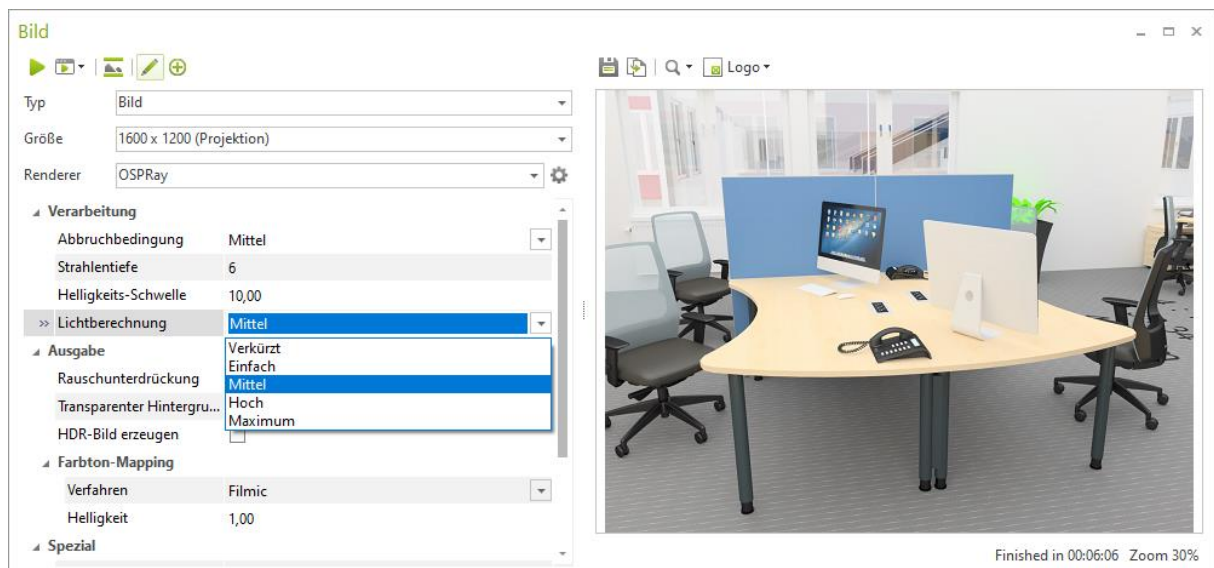 Bild
Logo
Typ Bild
Größe 1600 x 1200 (Projektion)
Renderer OSPRay
Verarbeitung
Abbruchbedingung Mittel
Strahlentiefe 6
Helligkeits-Schwelle 10,00
» Lichtberechnung Mittel
Verkürzt
Einfach
Mittel
Hoch
Maximum
Ausgabe
Rauschunterdrückung
Transparenter Hintergru...
HDR-Bild erzeugen
Farbton-Mapping
Verfahren Filmic
Helligkeit 1,00
Spezial
Finished in 00:06:06 Zoom 30%